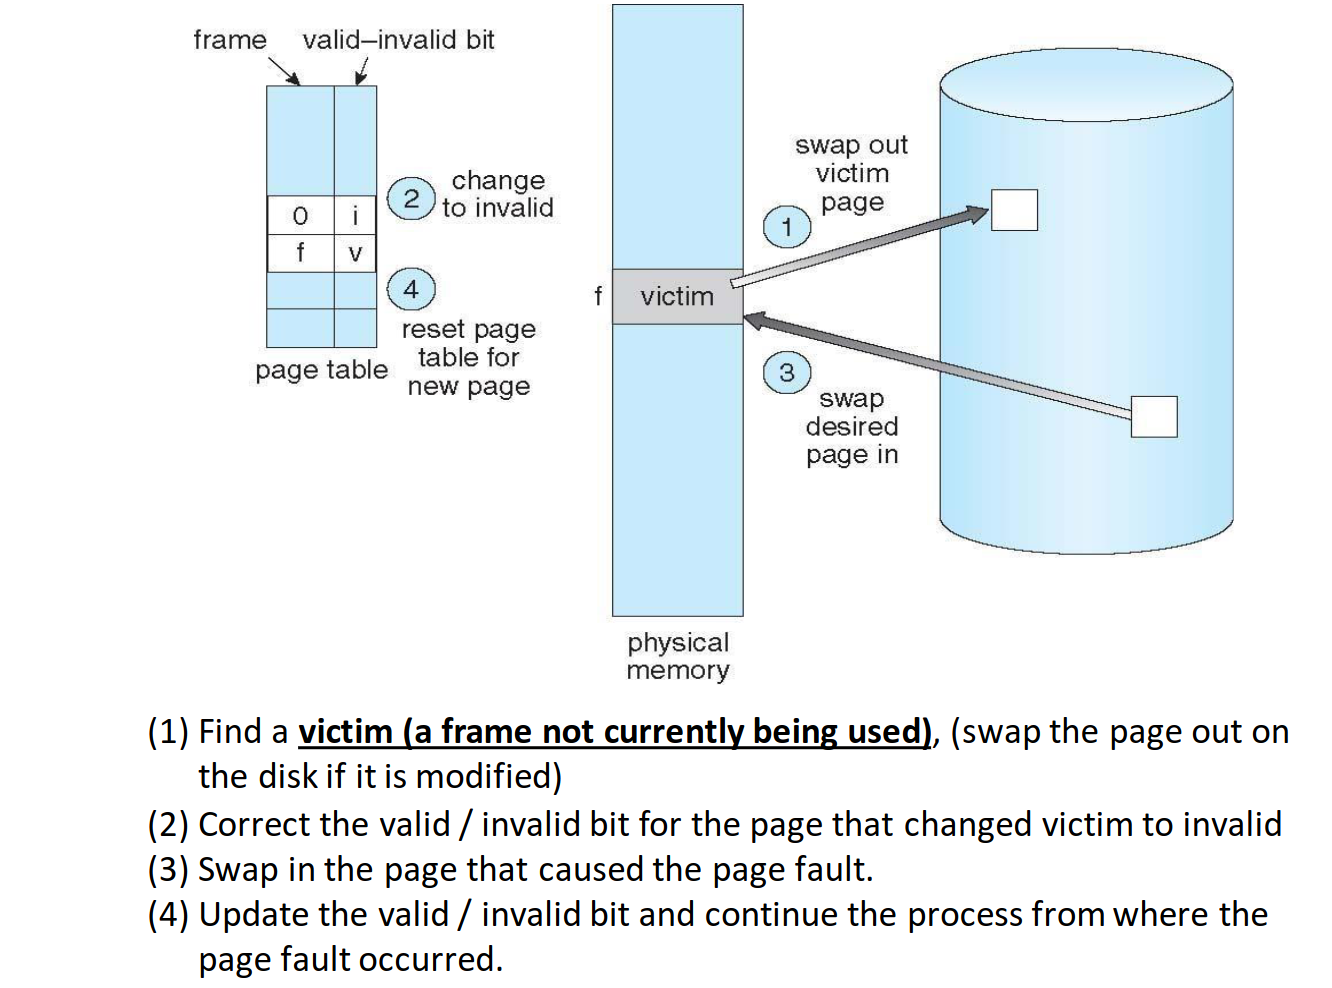 frame
valid–invalid bit
0 i
f v
2 change
to invalid
4
reset page
table for
new page
page table
f victim
physical
memory
swap out
victim
page
1
3
swap
desired
page in
(1) Find a victim (a frame not currently being used), (swap the page out on
the disk if it is modified)
(2) Correct the valid / invalid bit for the page that changed victim to invalid
(3) Swap in the page that caused the page fault.
(4) Update the valid / invalid bit and continue the process from where the
page fault occurred.